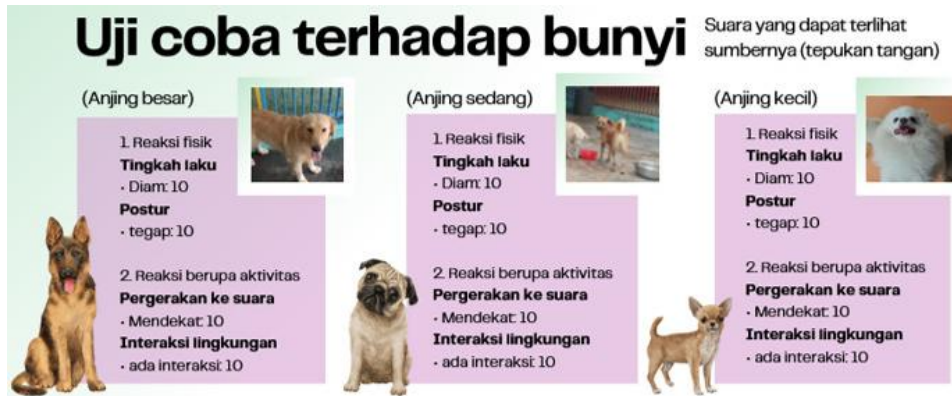 Uji coba terhadap bunyi
Suara yang dapat terlihat
sumbernya (tepukan tangan)
(Anjing besar)
1. Reaksi fisik
Tingkah laku
• Diam: 10
Postur
• tegap: 10
2. Reaksi berupa aktivitas
Pergerakan ke suara
• Mendekat: 10
Interaksi lingkungan
• ada interaksi: 10
(Anjing sedang)
1. Reaksi fisik
Tingkah laku
• Diam: 10
Postur
• tegap: 10
2. Reaksi berupa aktivitas
Pergerakan ke suara
• Mendekat: 10
Interaksi lingkungan
• ada interaksi: 10
(Anjing kecil)
1. Reaksi fisik
Tingkah laku
• Diam: 10
Postur
• tegap: 10
2. Reaksi berupa aktivitas
Pergerakan ke suara
• Mendekat: 10
Interaksi lingkungan
• ada interaksi: 10